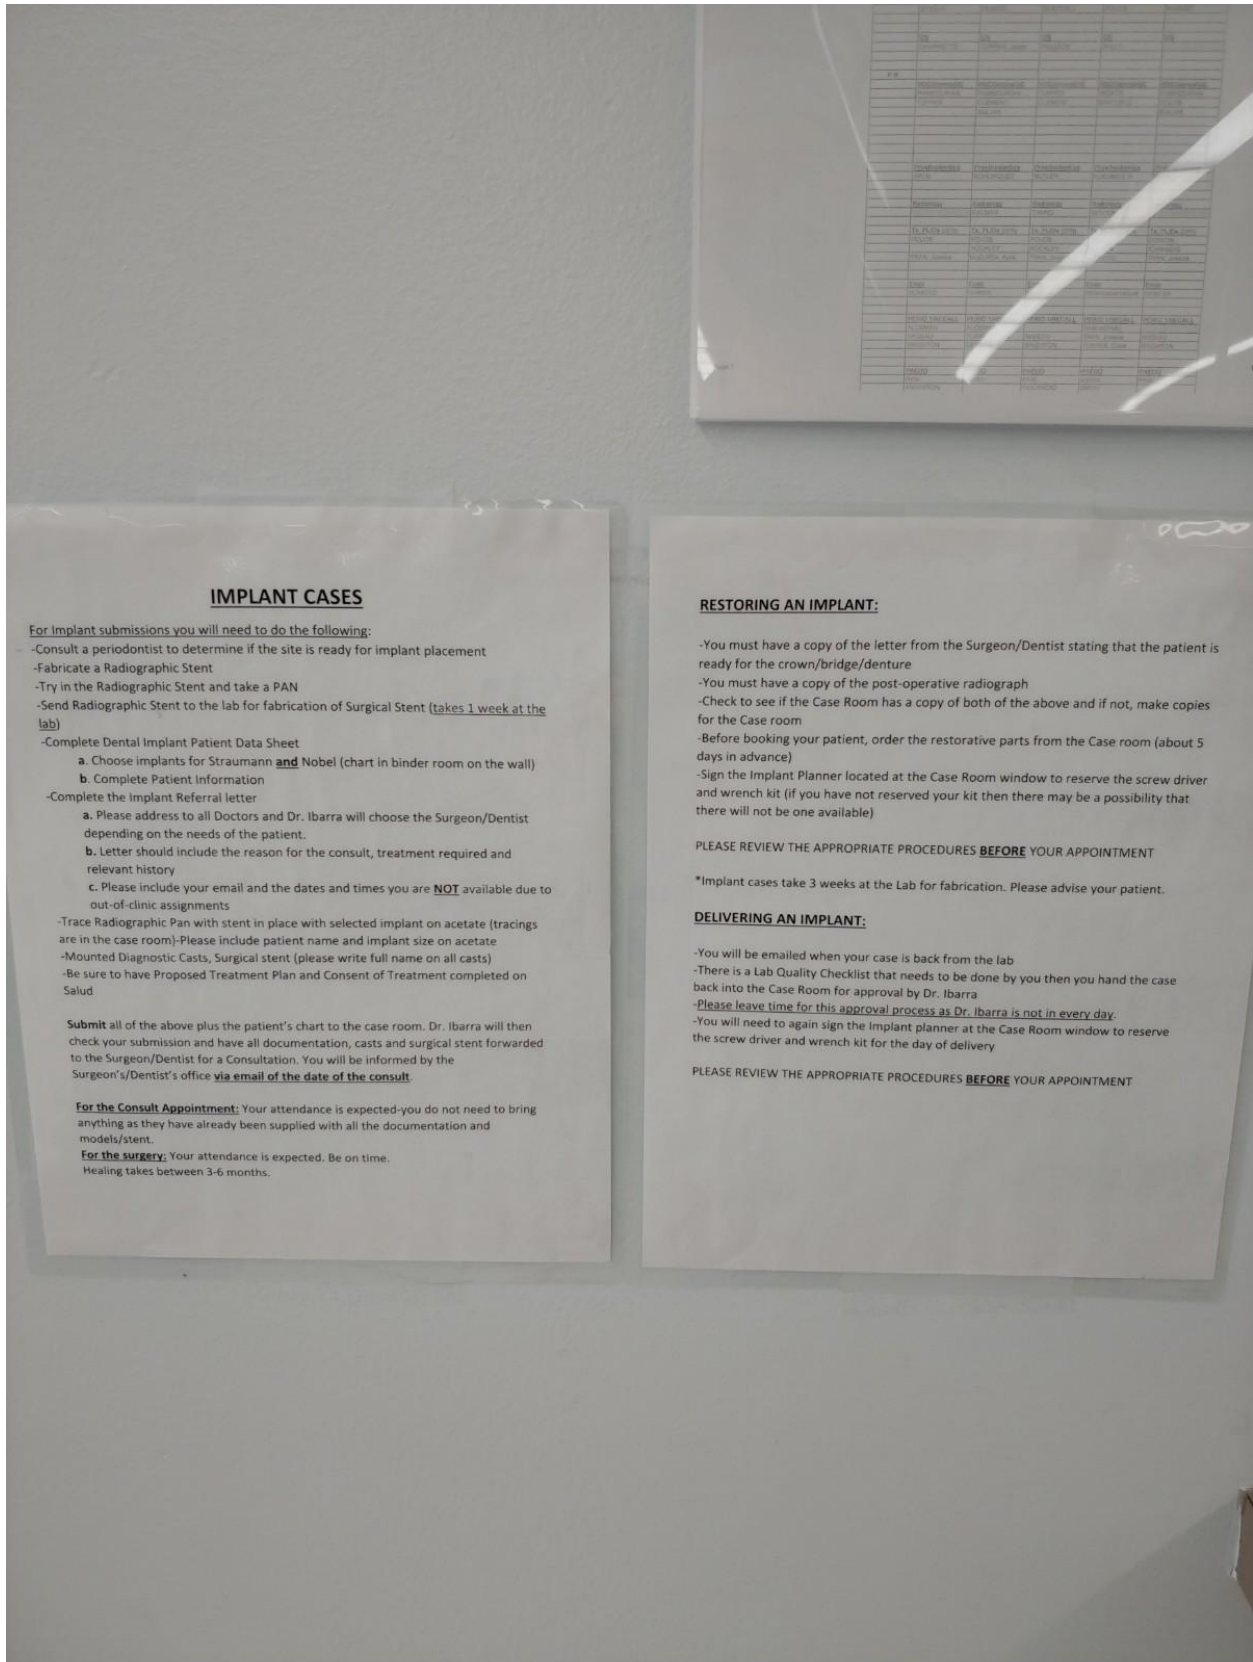 IMPLANT CASES
For Implant submissions you will need to do the following:
-Consult a periodontist to determine if the site is ready for implant placement
-Fabricate a Radiographic Stent
-Try in the Radiographic Stent and take a PAN
-Send Radiographic Stent to the lab for fabrication of Surgical Stent (takes 1 week at the
lab)
-Complete Dental Implant Patient Data Sheet
a. Choose implants for Straumann and Nobel (chart in binder room on the wall)
b. Complete Patient Information
-Complete the Implant Referral letter
a. Please address to all Doctors and Dr. Ibarra will choose the Surgeon/Dentist
depending on the needs of the patient.
b. Letter should include the reason for the consult, treatment required and
relevant history
c. Please include your email and the dates and times you are NOT available due to
out-of-clinic assignments
-Trace Radiographic Pan with stent in place with selected implant on acetate (tracings
are in the case room)-Please include patient name and implant size on acetate
-Mounted Diagnostic Casts, Surgical stent (please write full name on all casts)
-Be sure to have Proposed Treatment Plan and Consent of Treatment completed on
Salud
Submit all of the above plus the patient's chart to the case room. Dr. Ibarra will then
check your submission and have all documentation, casts and surgical stent forwarded
to the Surgeon/Dentist for a Consultation. You will be informed by the
Surgeon's/Dentist's office via email of the date of the consult.
For the Consult Appointment: Your attendance is expected-you do not need to bring
anything as they have already been supplied with all the documentation and
models/stent.
For the surgery: Your attendance is expected. Be on time.
Healing takes between 3-6 months.
RESTORING AN IMPLANT:
-You must have a copy of the letter from the Surgeon/Dentist stating that the patient is
ready for the crown/bridge/denture
-You must have a copy of the post-operative radiograph
-Check to see if the Case Room has a copy of both of the above and if not, make copies
for the Case room
-Before booking your patient, order the restorative parts from the Case room (about 5
days in advance)
-Sign the Implant Planner located at the Case Room window to reserve the screw driver
and wrench kit (if you have not reserved your kit then there may be a possibility that
there will not be one available)
PLEASE REVIEW THE APPROPRIATE PROCEDURES BEFORE YOUR APPOINTMENT
*Implant cases take 3 weeks at the Lab for fabrication. Please advise your patient.
DELIVERING AN IMPLANT:
-You will be emailed when your case is back from the lab
-There is a Lab Quality Checklist that needs to be done by you then you hand the case
back into the Case Room for approval by Dr. Ibarra
-Please leave time for this approval process as Dr. Ibarra is not in every day.
-You will need to again sign the Implant planner at the Case Room window to reserve
the screw driver and wrench kit for the day of delivery
PLEASE REVIEW THE APPROPRIATE PROCEDURES BEFORE YOUR APPOINTMENT